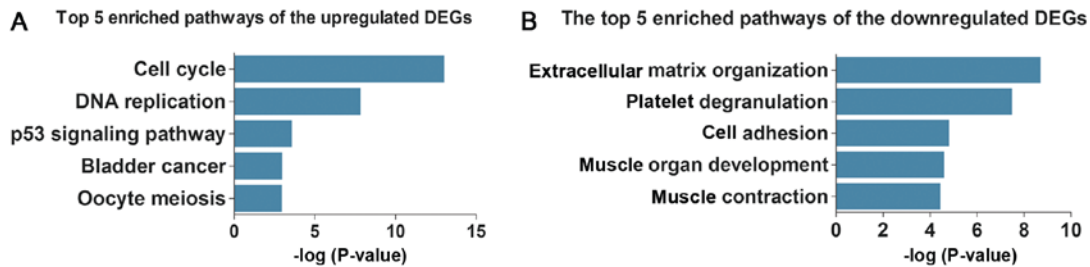 A Top 5 enriched pathways of the upregulated DEGs
Cell cycle
DNA replication
p53 signaling pathway
Bladder cancer
Oocyte meiosis
0 5 10 15
-log (P-value)
B The top 5 enriched pathways of the downregulated DEGs
Extracellular matrix organization
Platelet degranulation
Cell adhesion
Muscle organ development
Muscle contraction
0 2 4 6 8 10
-log (P-value)